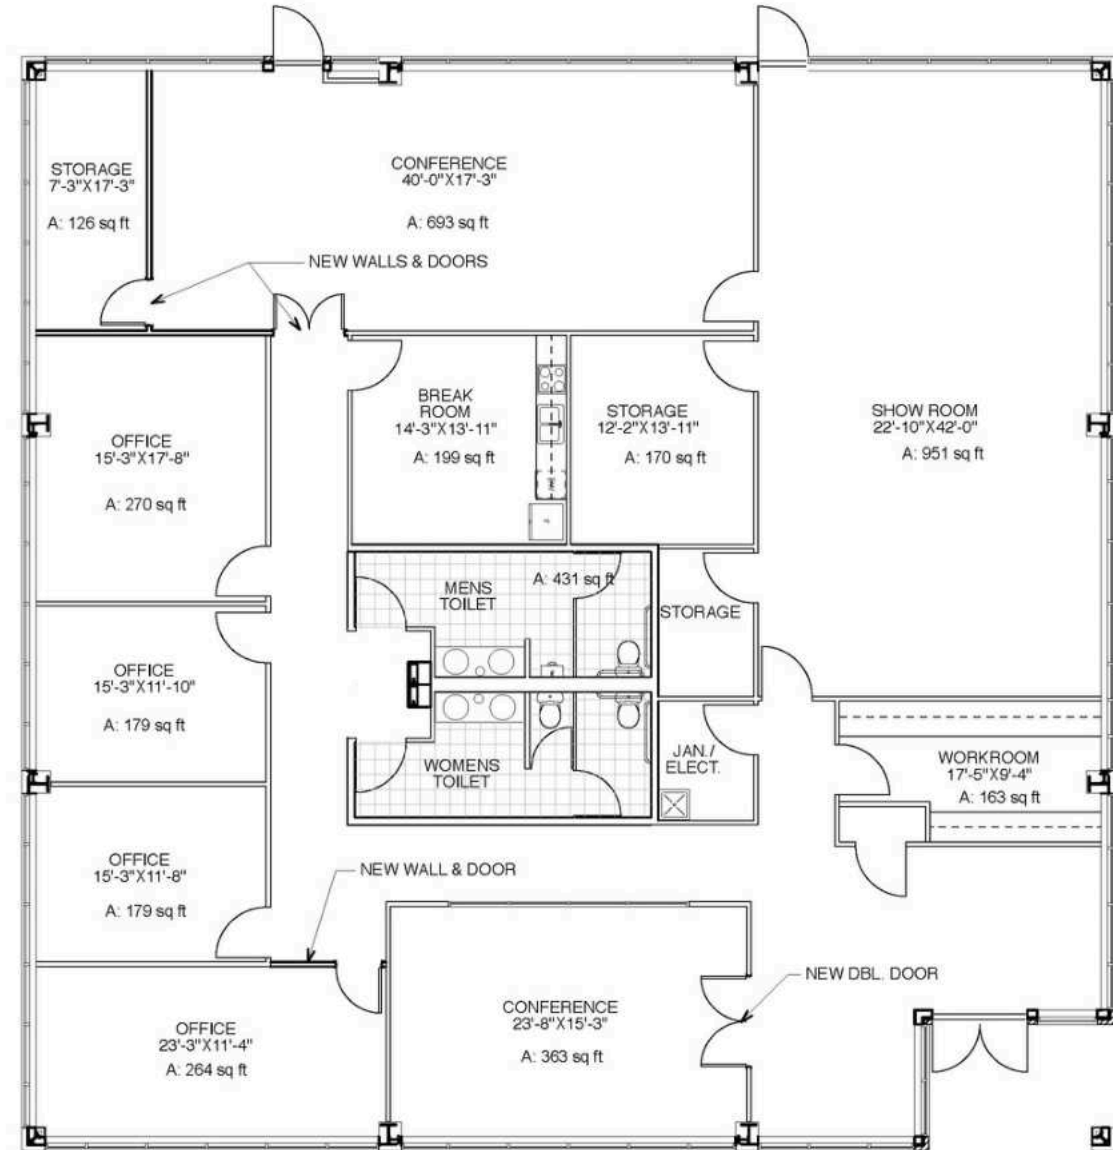 STORAGE
7'-3"X17'-3"
A: 126 sq ft
CONFERENCE
40'-0"X17'-3"
A: 693 sq ft
NEW WALLS & DOORS
OFFICE
15'-3"X17'-8"
A: 270 sq ft
BREAK
ROOM
14'-3"X13'-11"
A: 199 sq ft
STORAGE
12'-2"X13'-11"
A: 170 sq ft
SHOW ROOM
22'-10"X42'-0"
A: 951 sq ft
MENS
TOILET
A: 431 sq ft
STORAGE
OFFICE
15'-3"X11'-10"
A: 179 sq ft
WOMENS
TOILET
JAN./
ELECT.
WORKROOM
17'-5"X9'-4"
A: 163 sq ft
OFFICE
15'-3"X11'-8"
A: 179 sq ft
NEW WALL & DOOR
NEW DBL. DOOR
OFFICE
23'-3"X11'-4"
A: 264 sq ft
CONFERENCE
23'-8"X15'-3"
A: 363 sq ft